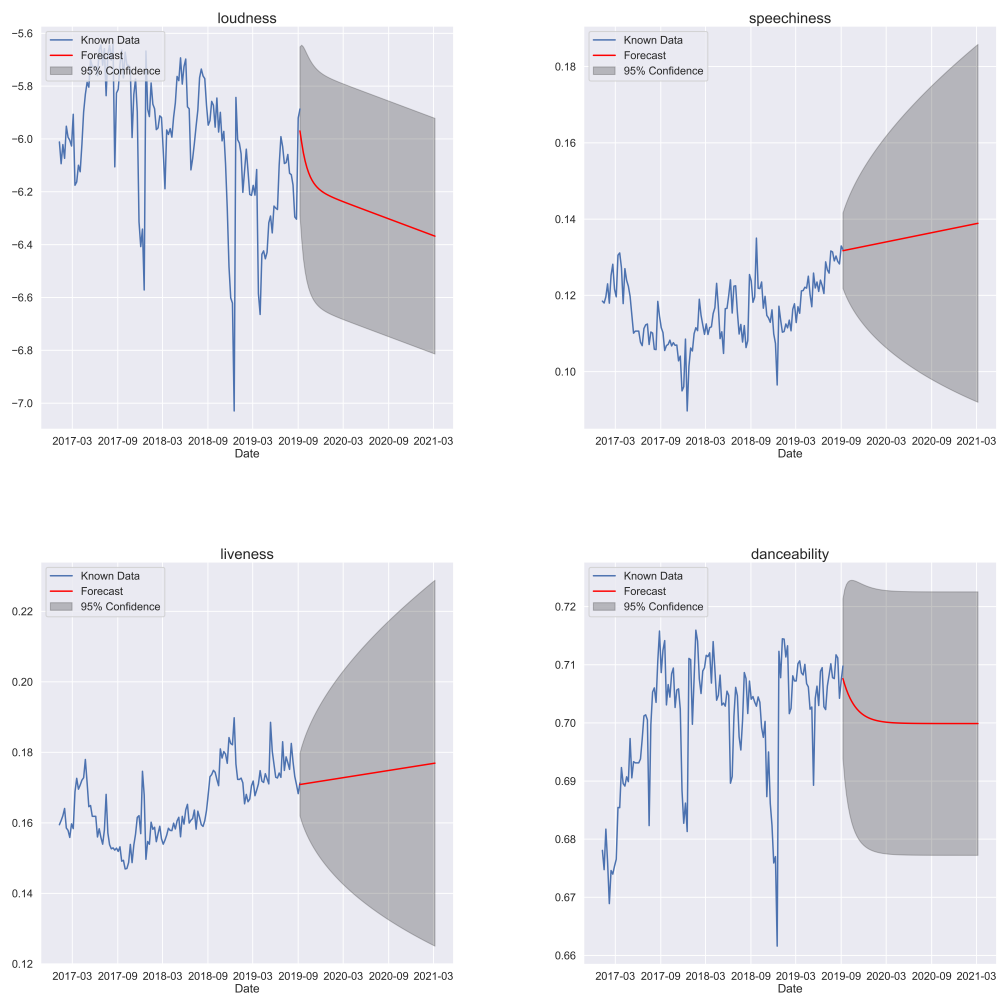 loudness
Known Data
Forecast
95% Confidence
−5.6
−5.8
−6.0
−6.2
−6.4
−6.6
−6.8
−7.0
2017-03 2017-09 2018-03 2018-09 2019-03 2019-09 2020-03 2020-09 2021-03
Date
speechiness
Known Data
Forecast
95% Confidence
0.18
0.16
0.14
0.12
0.10
2017-03 2017-09 2018-03 2018-09 2019-03 2019-09 2020-03 2020-09 2021-03
Date
liveness
Known Data
Forecast
95% Confidence
0.22
0.20
0.18
0.16
0.14
0.12
2017-03 2017-09 2018-03 2018-09 2019-03 2019-09 2020-03 2020-09 2021-03
Date
danceability
Known Data
Forecast
95% Confidence
0.72
0.71
0.70
0.69
0.68
0.67
0.66
2017-03 2017-09 2018-03 2018-09 2019-03 2019-09 2020-03 2020-09 2021-03
Date